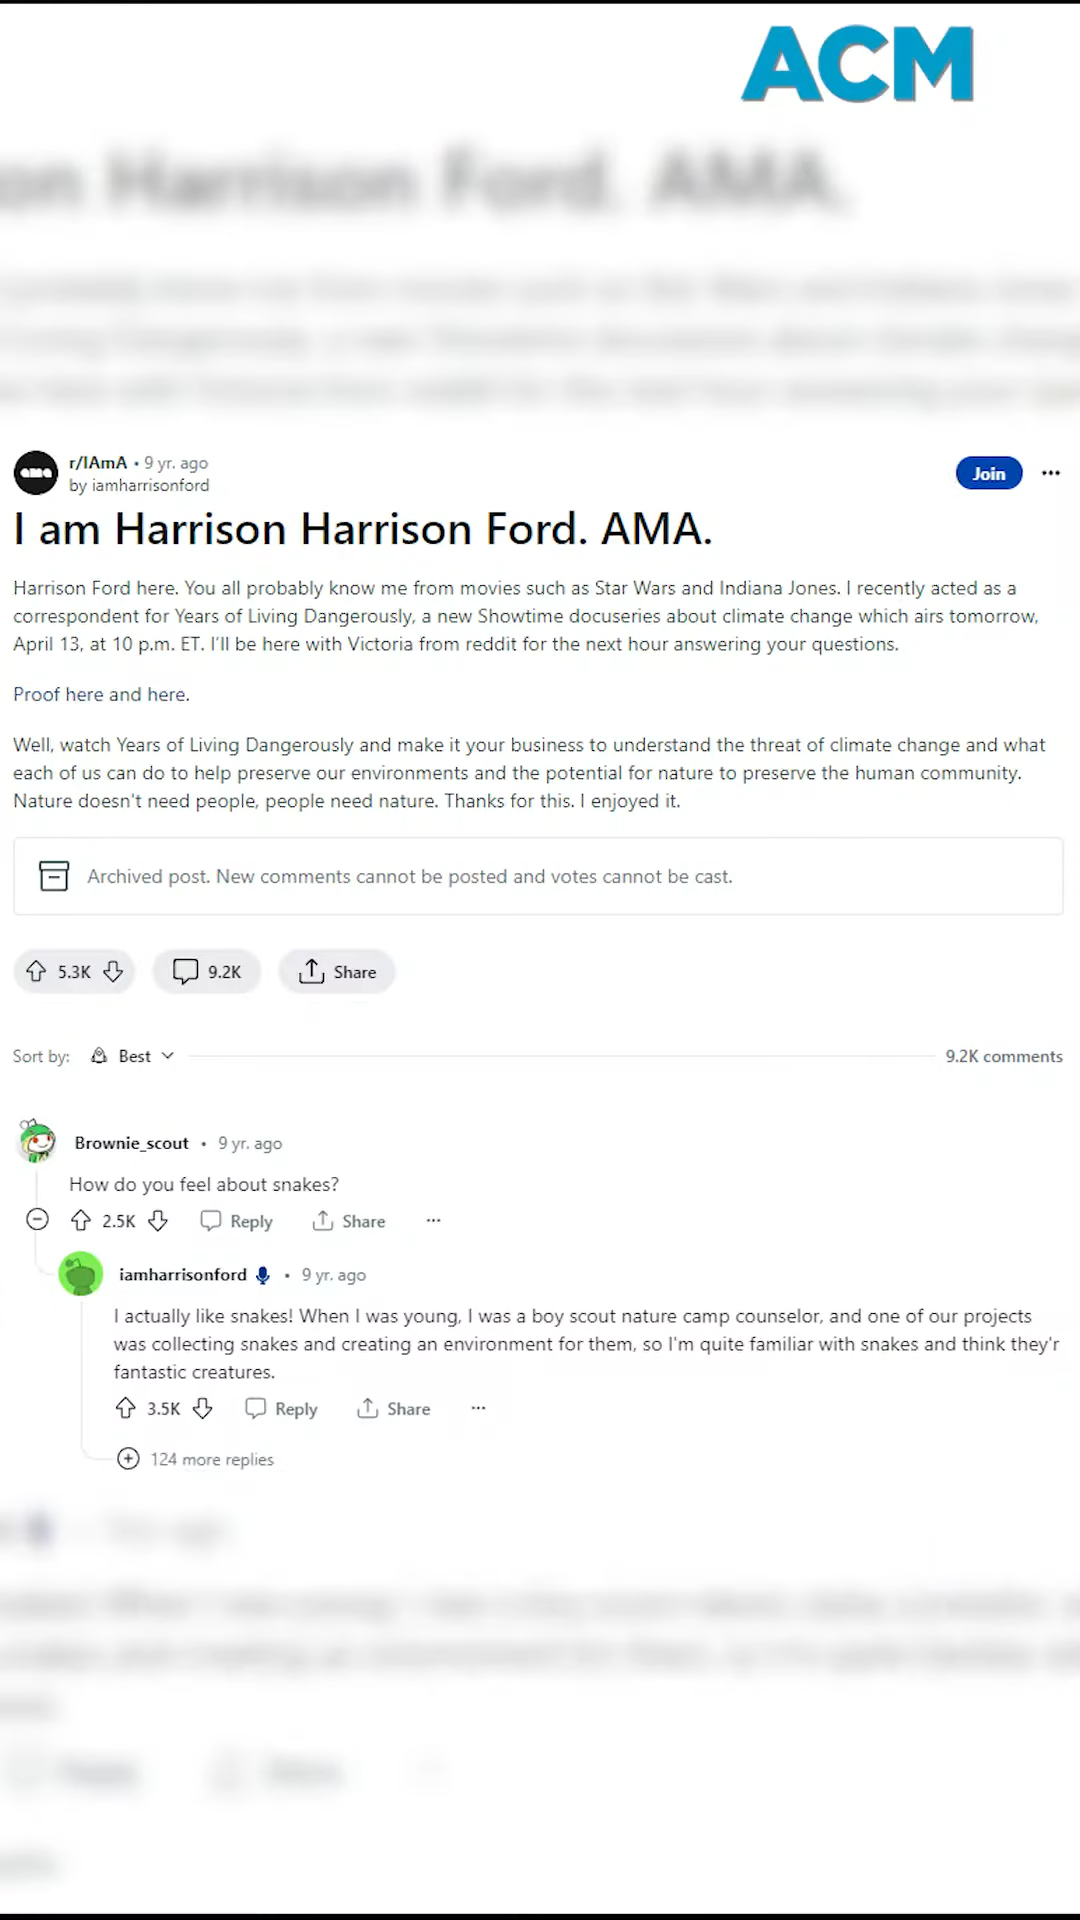 ACM
on Harrison Ford. AMA.
r/IAmA • 9 yr. ago
by iamharrisonford
Join
I am Harrison Harrison Ford. AMA.
Harrison Ford here. You all probably know me from movies such as Star Wars and Indiana Jones. I recently acted as a
correspondent for Years of Living Dangerously, a new Showtime docuseries about climate change which airs tomorrow,
April 13, at 10 p.m. ET. I'll be here with Victoria from reddit for the next hour answering your questions.
Proof here and here.
Well, watch Years of Living Dangerously and make it your business to understand the threat of climate change and what
each of us can do to help preserve our environments and the potential for nature to preserve the human community.
Nature doesn't need people, people need nature. Thanks for this. I enjoyed it.
Archived post. New comments cannot be posted and votes cannot be cast.
5.3K 9.2K Share
Sort by: Best 9.2K comments
Brownie_scout • 9 yr. ago
How do you feel about snakes?
2.5K Reply Share ...
iamharrisonford • 9 yr. ago
I actually like snakes! When I was young, I was a boy scout nature camp counselor, and one of our projects
was collecting snakes and creating an environment for them, so I'm quite familiar with snakes and think they'r
fantastic creatures.
3.5K Reply Share ...
124 more replies